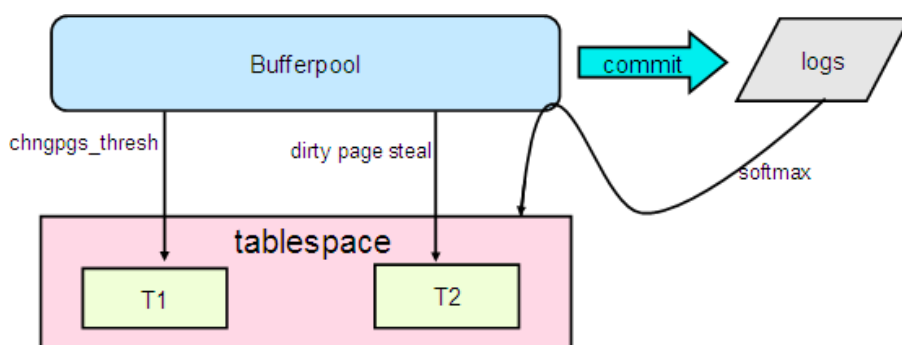 Bufferpool
commit
logs
chngpgs_thresh
dirty page steal
softmax
tablespace
T1
T2